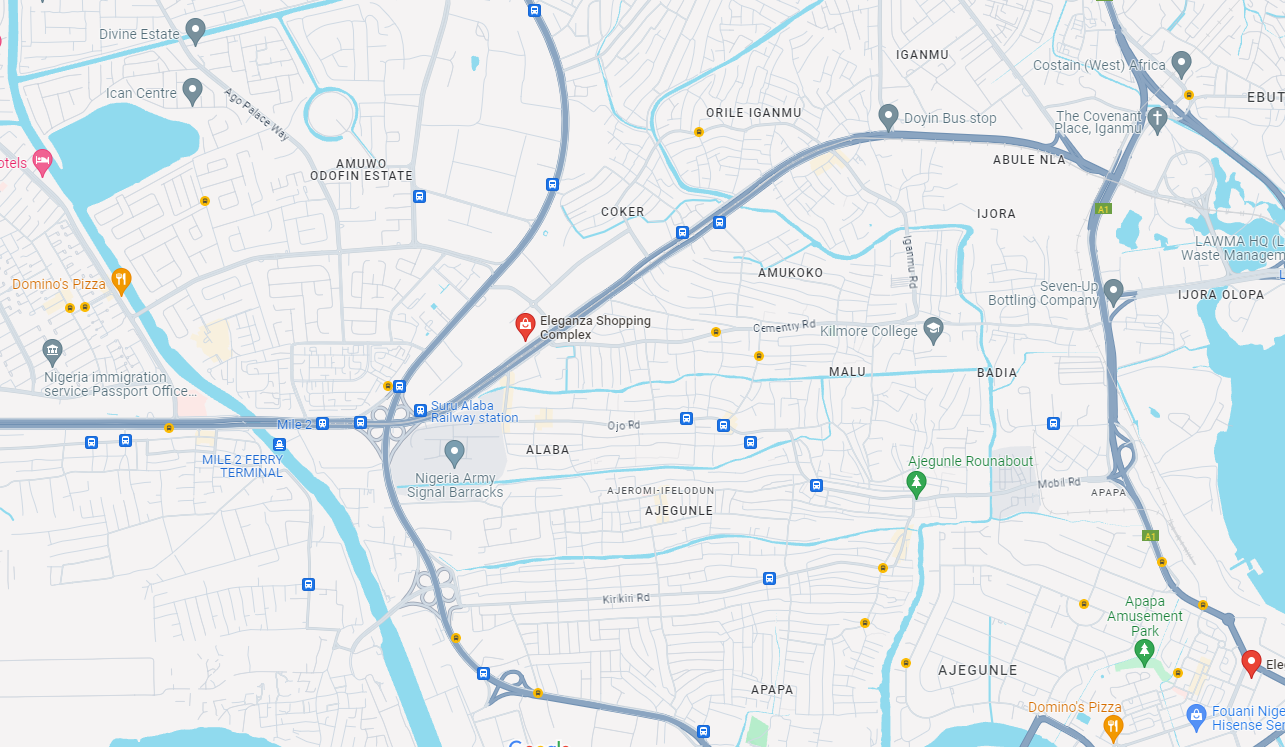 Divine Estate
IGANMU
Costain (West) Africa
Ican Centre
Ago Palace Way
EBUT
ORILE IGANMU
Doyin Bus stop
The Covenant
Place, Iganmu
otels
AMUWO
ODOFIN ESTATE
ABULE NLA
COKER
IJORA
A1
Iganmu Rd
LAWMA HQ (L
Waste Managem
AMUKOKO
Domino's Pizza
Seven-Up
Bottling Company
IJORA OLOPA
Eleganza Shopping
Complex
Cementry Rd
Kilmore College
Nigeria immigration
service Passport Office...
MALU
BADIA
Suru Alaba
Railway station
Mile 2
Ojo Rd
MILE 2 FERRY
TERMINAL
ALABA
Nigeria Army
Signal Barracks
Ajegunle Rounabout
Mobil Rd
AJEROMI-IFELODUN
APAPA
AJEGUNLE
A1
Kirikiri Rd
Apapa
Amusement
Park
AJEGUNLE
Ele
APAPA
Domino's Pizza
Fouani Nige
Hisense Ser
Google